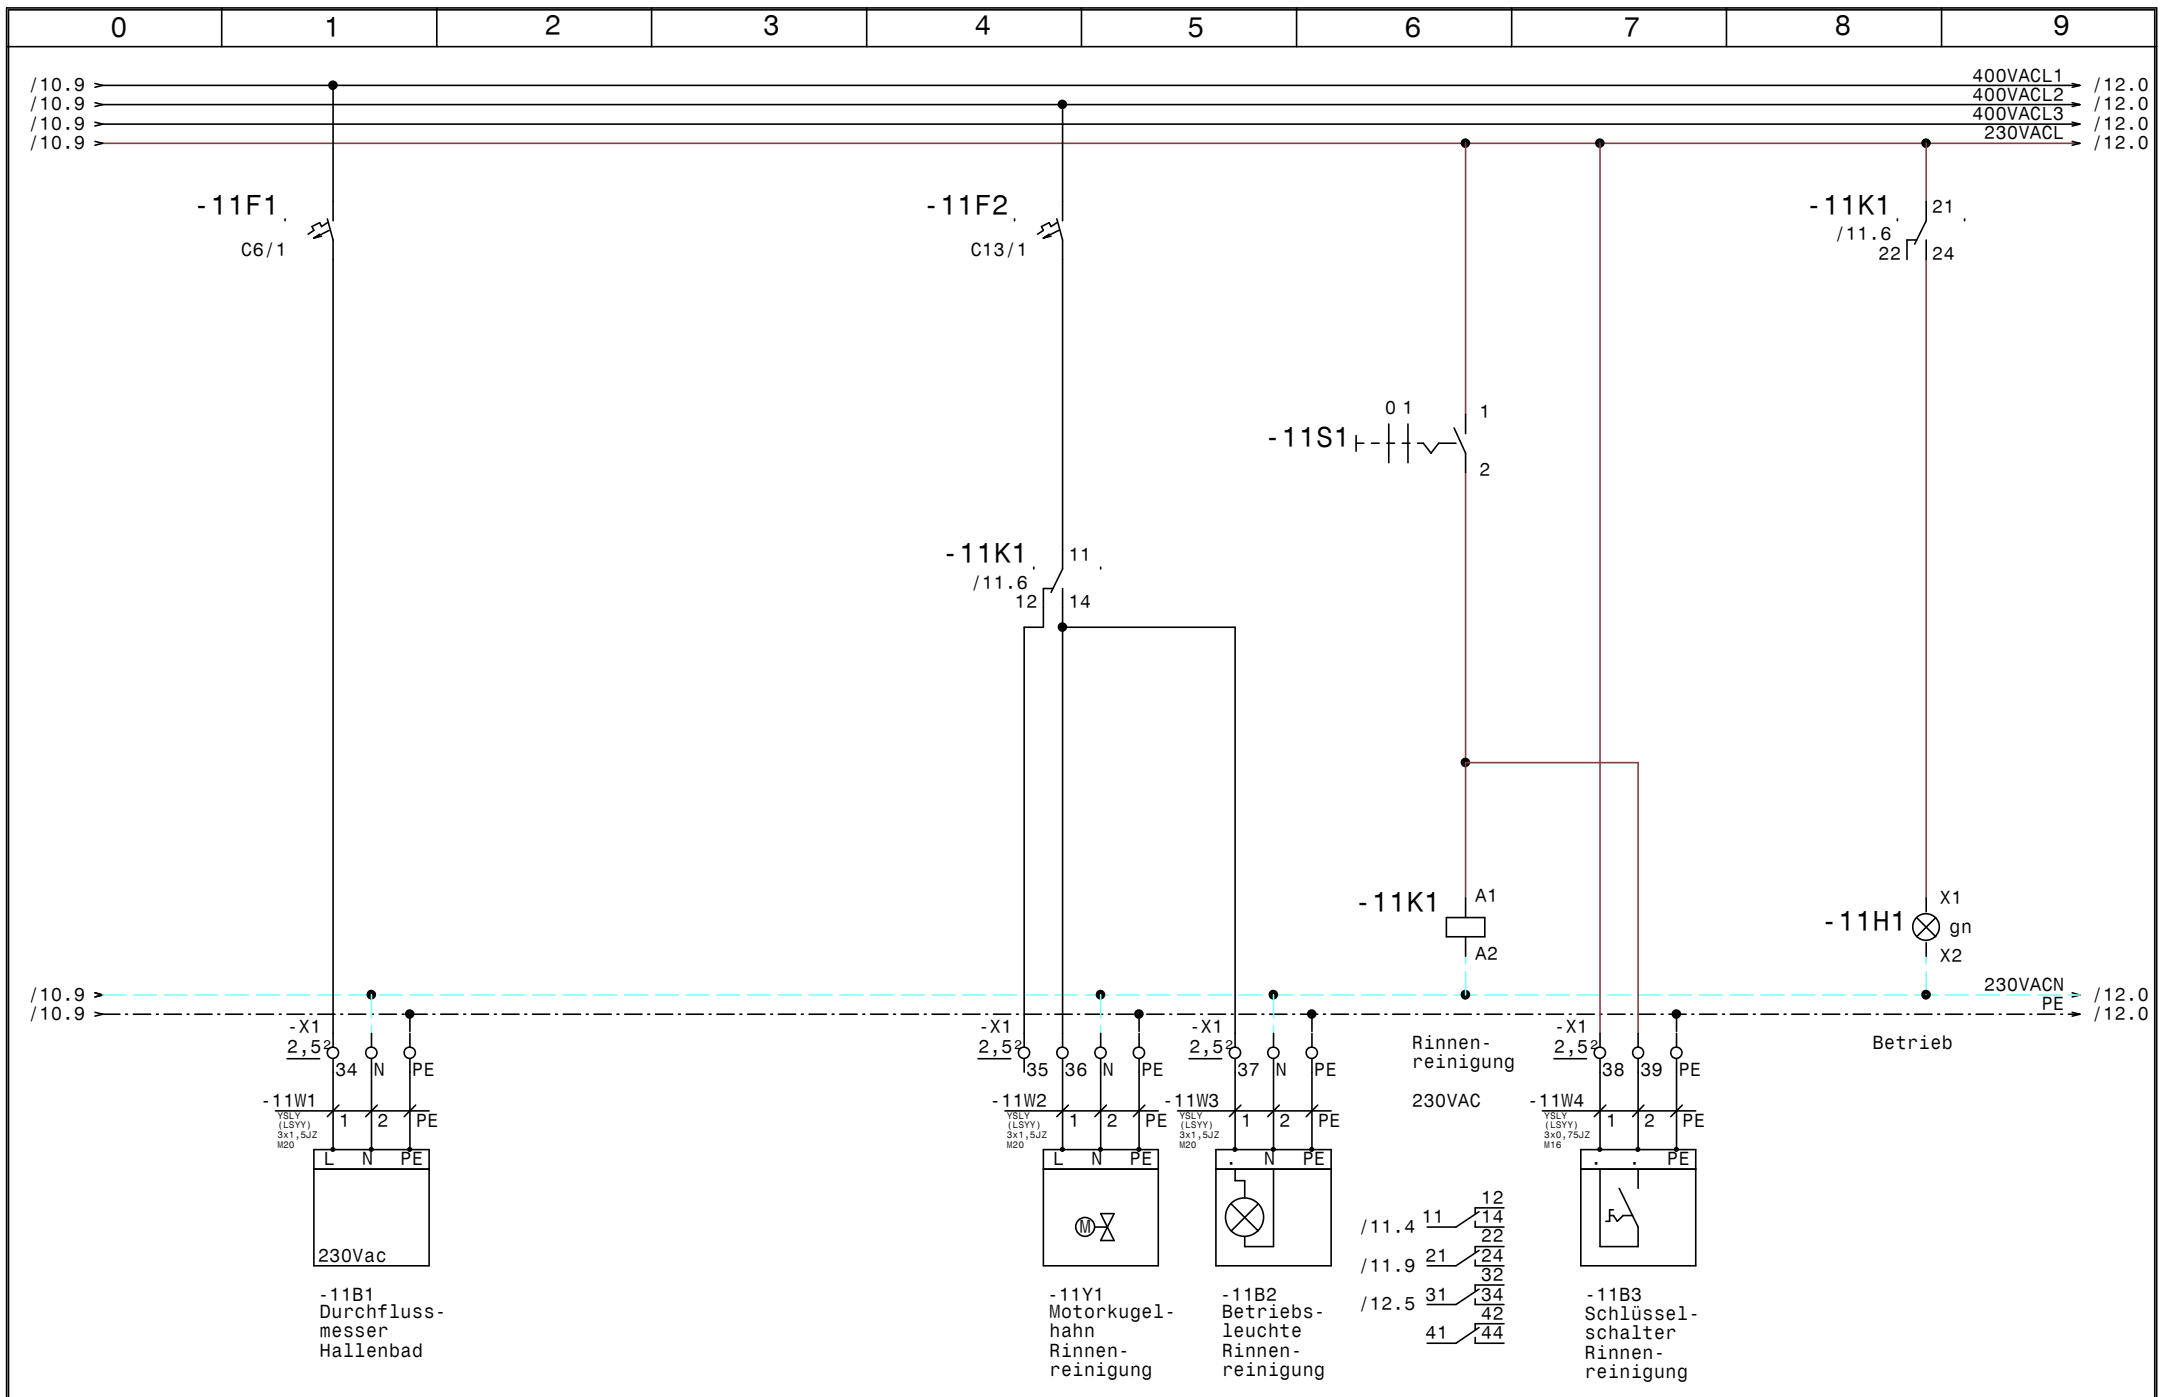 0 1 2 3 4 5 6 7 8 9
/10.9 400VACL1 /12.0
/10.9 400VACL2 /12.0
/10.9 400VACL3 /12.0
/10.9 230VACL /12.0
-11F1
C6/1
-11F2
C13/1
-11K1 21
/11.6
22 24
0 1 1
-11S1
2
-11K1 11
/11.6
12 14
-11K1 A1
A2
-11H1 X1
gn
X2
/10.9 230VACN /12.0
/10.9 PE /12.0
-X1
2,5²
34 N PE
-11W1
YSLY
(LSYY)
3x1,5JZ
M20
1 2 PE
L N PE
230Vac
-11B1
Durchfluss-
messer
Hallenbad
-X1
2,5²
35 36 N PE
-11W2
YSLY
(LSYY)
3x1,5JZ
M20
1 2 PE
L N PE
M
-11Y1
Motorkugel-
hahn
Rinnen-
reinigung
-X1
2,5²
37 N PE
-11W3
YSLY
(LSYY)
3x1,5JZ
M20
1 2 PE
. N PE
-11B2
Betriebs-
leuchte
Rinnen-
reinigung
Rinnen-
reinigung
230VAC
12
/11.4 11 14
22
/11.9 21 24
32
/12.5 31 34
42
41 44
-X1
2,5²
38 39 PE
-11W4
YSLY
(LSYY)
3x0,75JZ
M16
1 2 PE
. . PE
-11B3
Schlüssel-
schalter
Rinnen-
reinigung
Betrieb